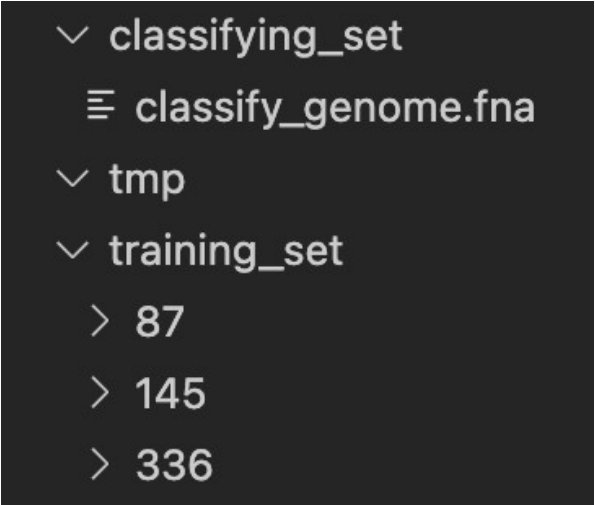 classifying_set
classify_genome.fna
tmp
training_set
87
145
336